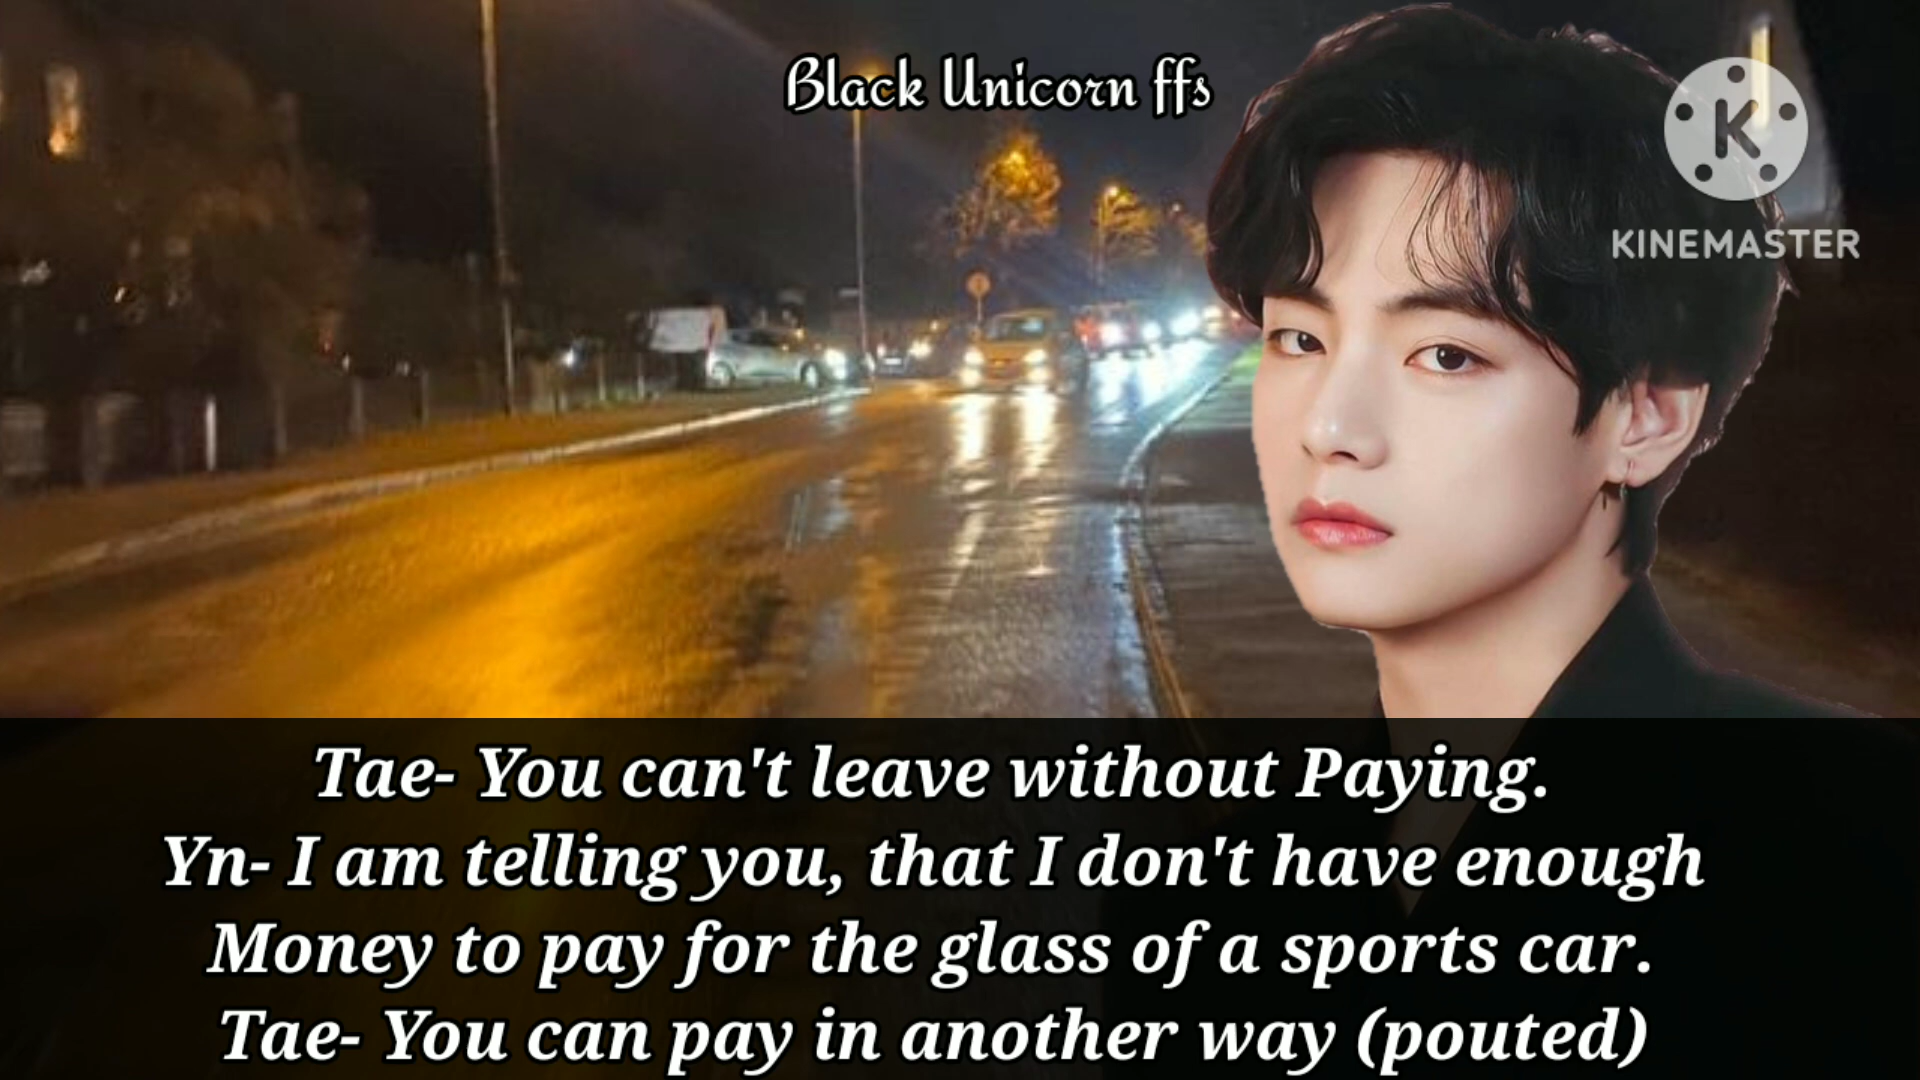 Black Unicorn ffs
K
KINEMASTER
Tae- You can't leave without Paying.
Yn- I am telling you, that I don't have enough
Money to pay for the glass of a sports car.
Tae- You can pay in another way (pouted)